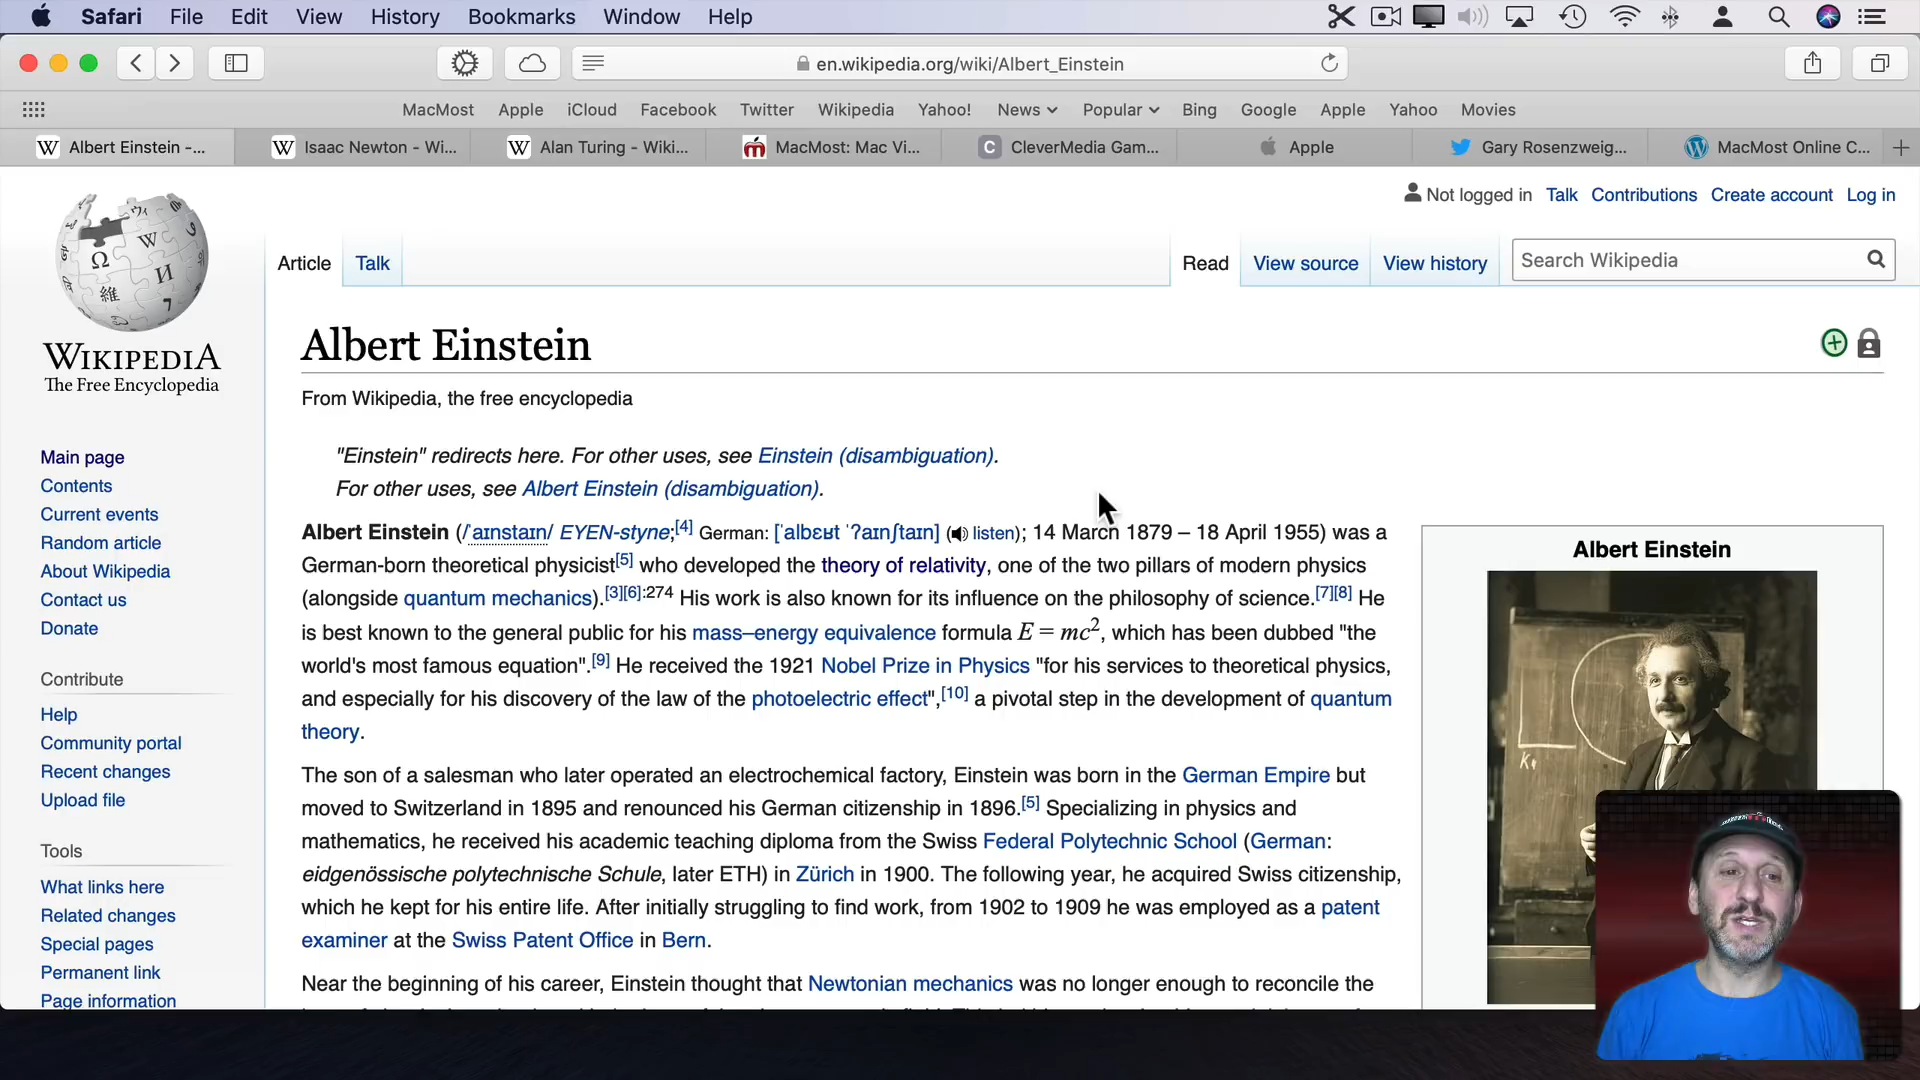 Safari File Edit View History Bookmarks Window Help
en.wikipedia.org/wiki/Albert_Einstein
MacMost Apple iCloud Facebook Twitter Wikipedia Yahoo! News Popular Bing Google Apple Yahoo Movies
Albert Einstein -... Isaac Newton - Wi... Alan Turing - Wiki... MacMost: Mac Vi... CleverMedia Gam... Apple Gary Rosenzweig... MacMost Online C...
Not logged in Talk Contributions Create account Log in
Article Talk Read View source View history Search Wikipedia
WIKIPEDIA
The Free Encyclopedia
Main page
Contents
Current events
Random article
About Wikipedia
Contact us
Donate
Contribute
Help
Community portal
Recent changes
Upload file
Tools
What links here
Related changes
Special pages
Permanent link
Page information
Albert Einstein
From Wikipedia, the free encyclopedia
"Einstein" redirects here. For other uses, see Einstein (disambiguation).
For other uses, see Albert Einstein (disambiguation).
Albert Einstein (/ˈaɪnstaɪn/ EYEN-styne;[4] German: [ˈalbɛʁt ˈʔaɪnʃtaɪn] (listen); 14 March 1879 – 18 April 1955) was a
German-born theoretical physicist[5] who developed the theory of relativity, one of the two pillars of modern physics
(alongside quantum mechanics).[3][6]:274 His work is also known for its influence on the philosophy of science.[7][8] He
is best known to the general public for his mass–energy equivalence formula E = mc², which has been dubbed "the
world's most famous equation".[9] He received the 1921 Nobel Prize in Physics "for his services to theoretical physics,
and especially for his discovery of the law of the photoelectric effect",[10] a pivotal step in the development of quantum
theory.
The son of a salesman who later operated an electrochemical factory, Einstein was born in the German Empire but
moved to Switzerland in 1895 and renounced his German citizenship in 1896.[5] Specializing in physics and
mathematics, he received his academic teaching diploma from the Swiss Federal Polytechnic School (German:
eidgenössische polytechnische Schule, later ETH) in Zürich in 1900. The following year, he acquired Swiss citizenship,
which he kept for his entire life. After initially struggling to find work, from 1902 to 1909 he was employed as a patent
examiner at the Swiss Patent Office in Bern.
Near the beginning of his career, Einstein thought that Newtonian mechanics was no longer enough to reconcile the
Albert Einstein